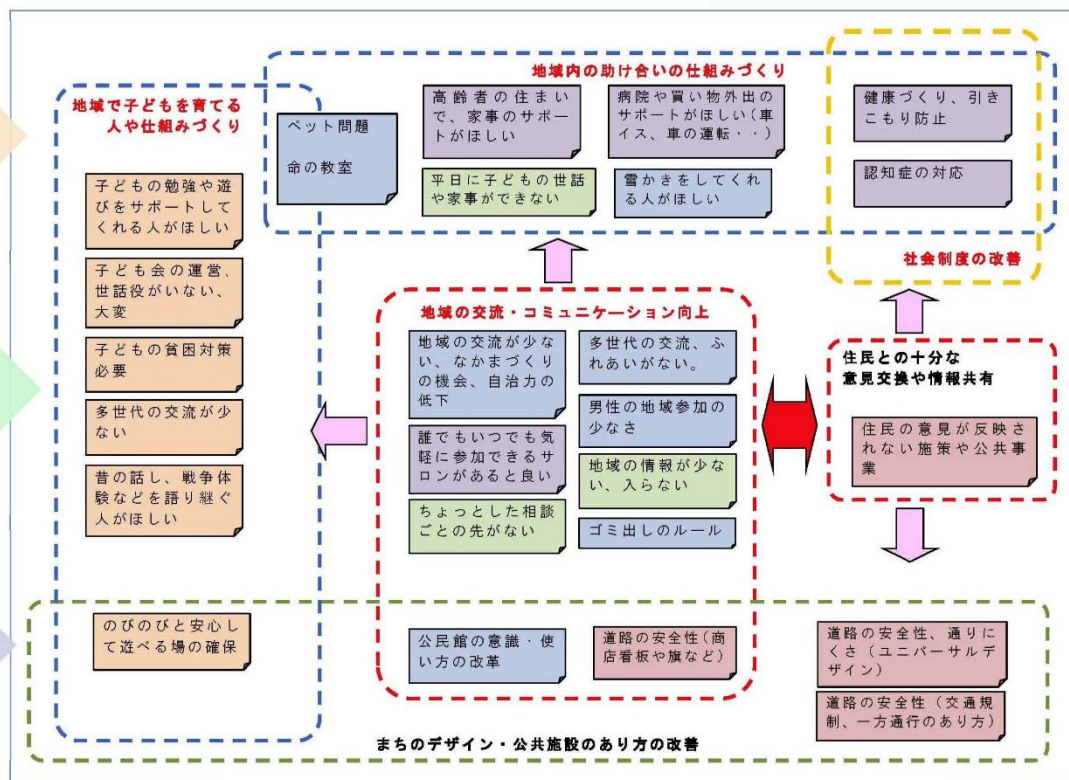 地域内の助け合いの仕組みづくり
地域で子どもを育てる
人や仕組みづくり
ペット問題
命の教室
高齢者の住まい
で、家事のサポー
トがほしい
病院や買い物外出の
サポートがほしい(車
イス、車の運転・・)
健康づくり、引き
こもり防止
平日に子どもの世話
や家事ができない
雪かきをしてくれ
る人がほしい
認知症の対応
社会制度の改善
子どもの勉強や遊
びをサポートして
くれる人がほしい
子ども会の運営、
世話役がいない、
大変
子どもの貧困対策
必要
多世代の交流が少
ない
昔の話し、戦争体
験などを語り継ぐ
人がほしい
地域の交流・コミュニケーション向上
地域の交流が少な
い、なかまづくり
の機会、自治力の
低下
多世代の交流、ふ
れあいがない。
男性の地域参加の
少なさ
誰でもいつでも気
軽に参加できるサ
ロンがあると良い
地域の情報が少な
い、入らない
ちょっとした相談
ごとの先がない
ゴミ出しのルール
住民との十分な
意見交換や情報共有
住民の意見が反映さ
れない施策や公共事
業
のびのびと安心し
て遊べる場の確保
公民館の意識・使
い方の改革
道路の安全性(商
店看板や旗など)
道路の安全性、通りに
くさ(ユニバーサルデ
ザイン)
道路の安全性(交通規
制、一方通行のあり方)
まちのデザイン・公共施設のあり方の改善